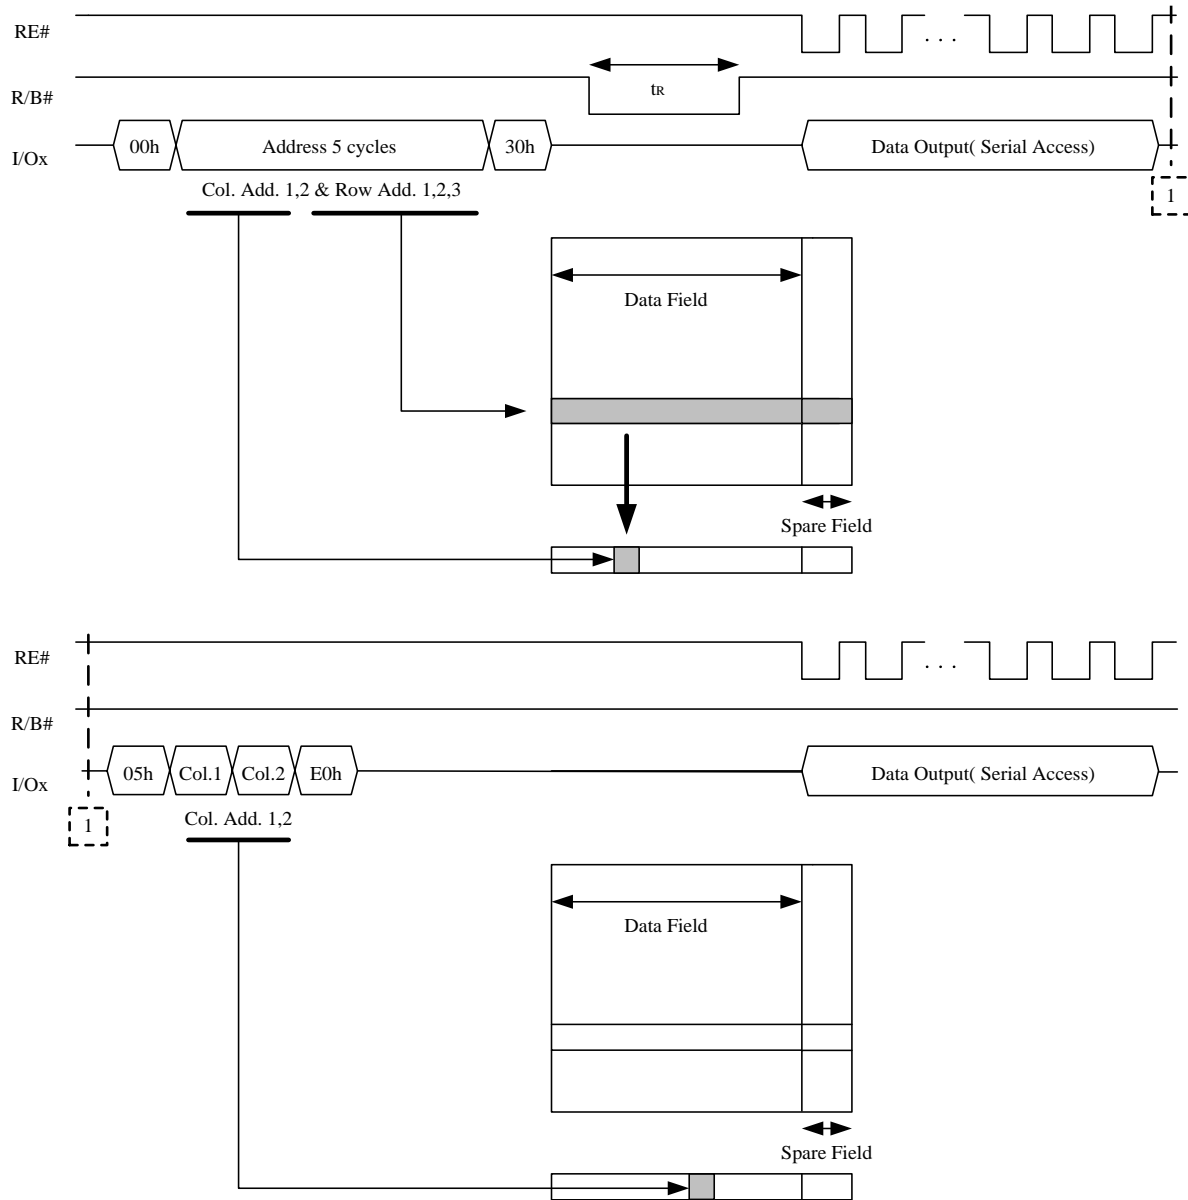 RE#
R/B#
tR
I/Ox
00h
Address 5 cycles
30h
Data Output( Serial Access)
1
Col. Add. 1,2 & Row Add. 1,2,3
Data Field
Spare Field
RE#
. . .
R/B#
I/Ox
05h
Col.1
Col.2
E0h
Data Output( Serial Access)
1
Col. Add. 1,2
Data Field
Spare Field